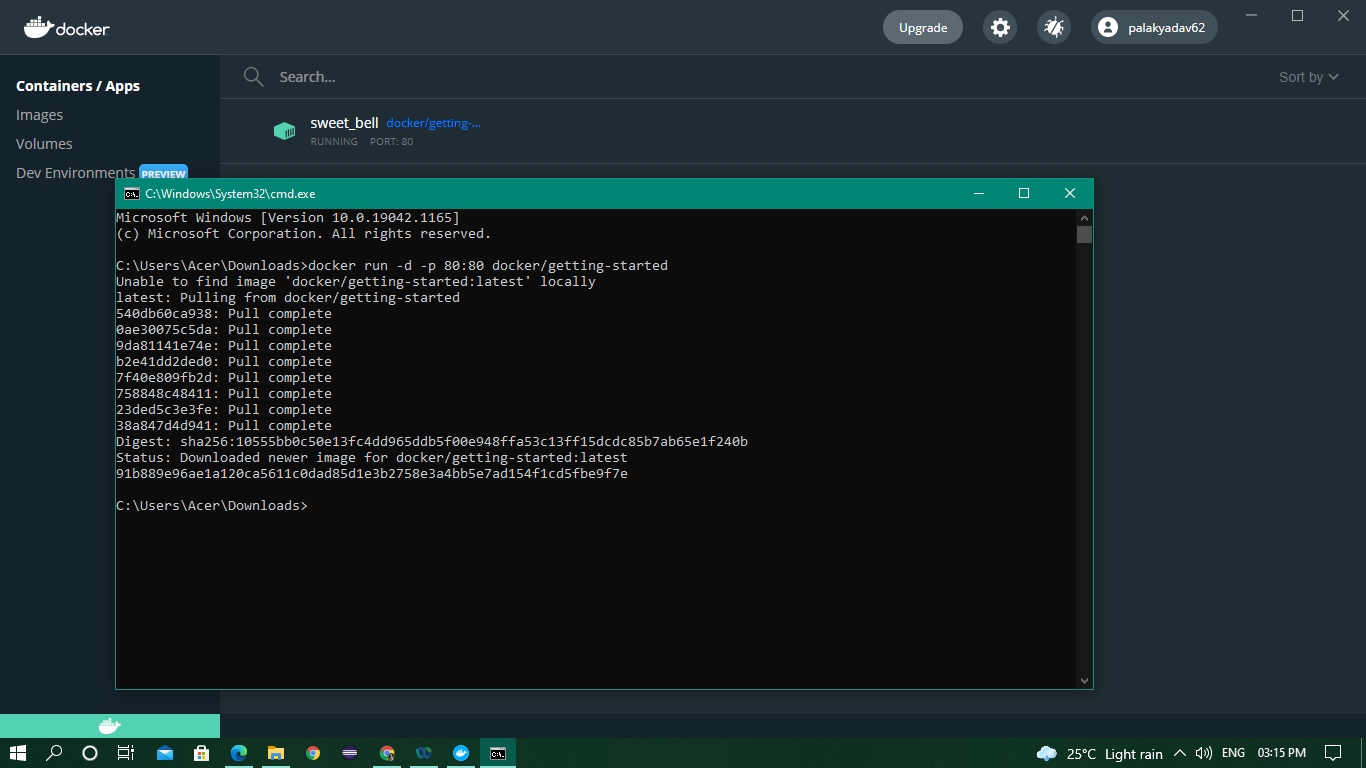 docker
Upgrade
palakyadav62
Containers / Apps
Images
Volumes
Dev Environments PREVIEW
Search...
Sort by
sweet_bell docker/getting-...
RUNNING PORT: 80
C:\Windows\System32\cmd.exe
Microsoft Windows [Version 10.0.19042.1165]
(c) Microsoft Corporation. All rights reserved.
C:\Users\Acer\Downloads>docker run -d -p 80:80 docker/getting-started
Unable to find image 'docker/getting-started:latest' locally
latest: Pulling from docker/getting-started
540db60ca938: Pull complete
0ae30075c5da: Pull complete
9da81141e74e: Pull complete
b2e41dd2ded0: Pull complete
7f40e809fb2d: Pull complete
758848c48411: Pull complete
23ded5c3e3fe: Pull complete
38a847d4d941: Pull complete
Digest: sha256:10555bb0c50e13fc4dd965ddb5f00e948ffa53c13ff15dcdc85b7ab65e1f240b
Status: Downloaded newer image for docker/getting-started:latest
91b889e96ae1a120ca5611c0dad85d1e3b2758e3a4bb5e7ad154f1cd5fbe9f7e
C:\Users\Acer\Downloads>
25°C Light rain ENG 03:15 PM